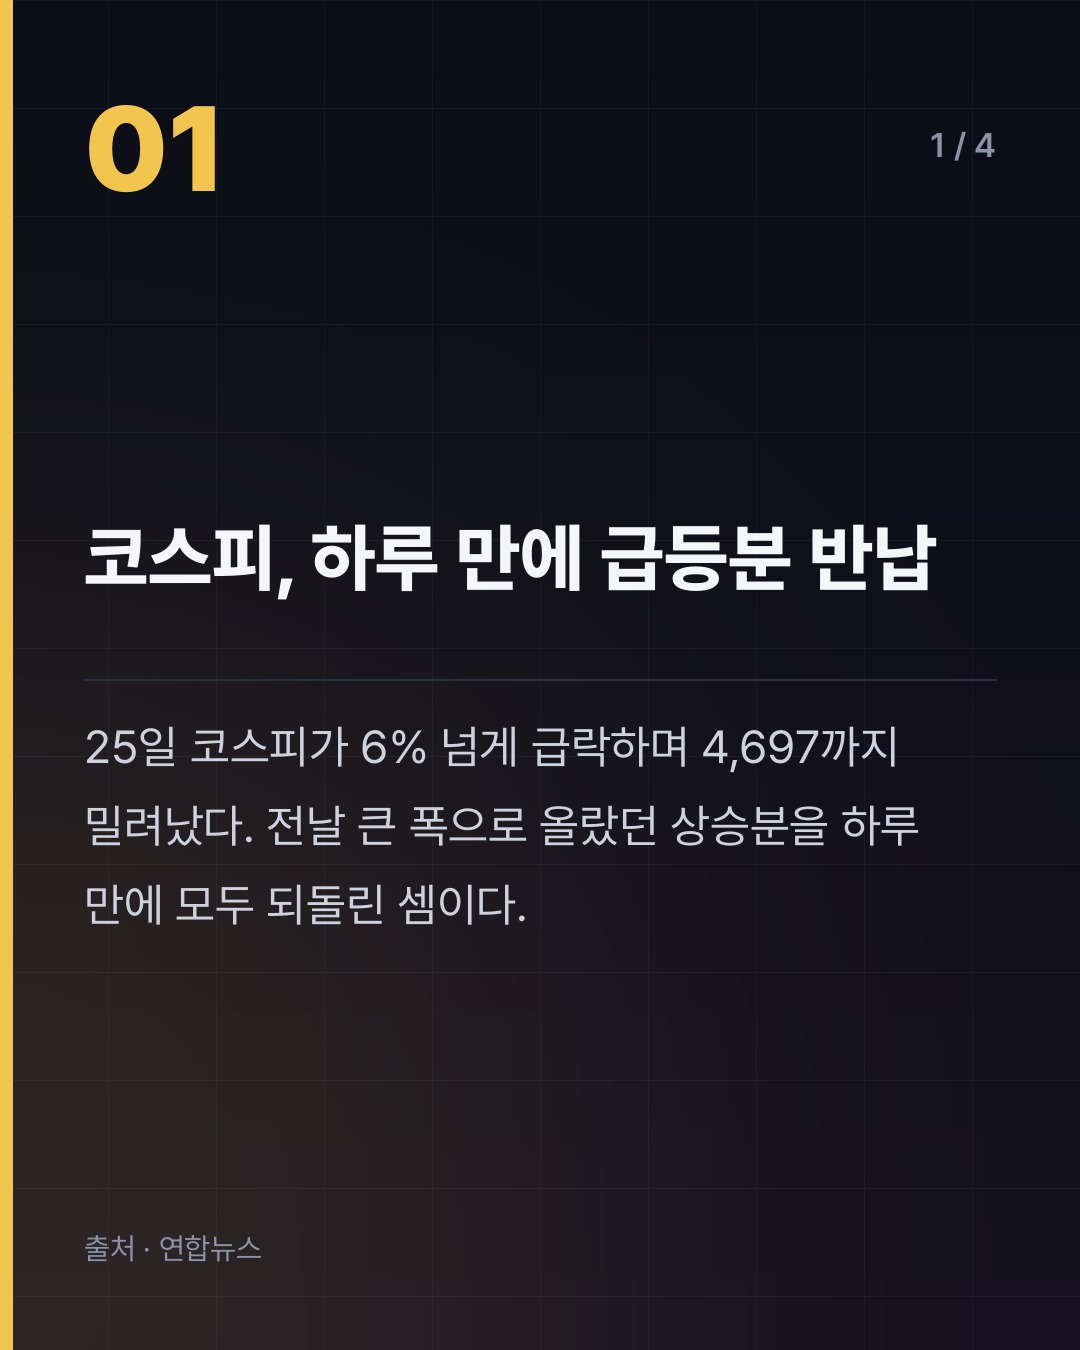 01
1 / 4
코스피, 하루 만에 급등분 반납
25일 코스피가 6% 넘게 급락하며 4,697까지
밀려났다. 전날 큰 폭으로 올랐던 상승분을 하루
만에 모두 되돌린 셈이다.
출처 · 연합뉴스